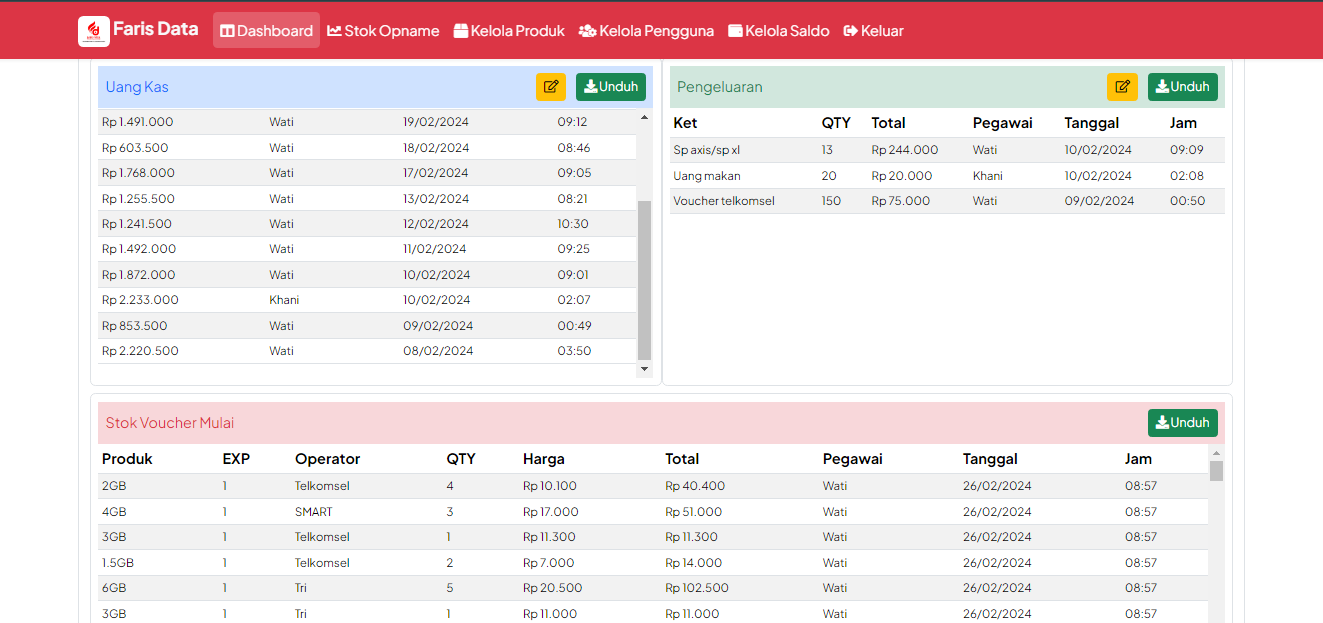 Faris Data Dashboard Stok Opname Kelola Produk Kelola Pengguna Kelola Saldo Keluar
Uang Kas Unduh
Rp 1.491.000 Wati 19/02/2024 09:12
Rp 603.500 Wati 18/02/2024 08:46
Rp 1.768.000 Wati 17/02/2024 09:05
Rp 1.255.500 Wati 13/02/2024 08:21
Rp 1.241.500 Wati 12/02/2024 10:30
Rp 1.492.000 Wati 11/02/2024 09:25
Rp 1.872.000 Wati 10/02/2024 09:01
Rp 2.233.000 Khani 10/02/2024 02:07
Rp 853.500 Wati 09/02/2024 00:49
Rp 2.220.500 Wati 08/02/2024 03:50
Pengeluaran Unduh
Ket QTY Total Pegawai Tanggal Jam
Sp axis/sp xl 13 Rp 244.000 Wati 10/02/2024 09:09
Uang makan 20 Rp 20.000 Khani 10/02/2024 02:08
Voucher telkomsel 150 Rp 75.000 Wati 09/02/2024 00:50
Stok Voucher Mulai Unduh
Produk EXP Operator QTY Harga Total Pegawai Tanggal Jam
2GB 1 Telkomsel 4 Rp 10.100 Rp 40.400 Wati 26/02/2024 08:57
4GB 1 SMART 3 Rp 17.000 Rp 51.000 Wati 26/02/2024 08:57
3GB 1 Telkomsel 1 Rp 11.300 Rp 11.300 Wati 26/02/2024 08:57
1.5GB 1 Telkomsel 2 Rp 7.000 Rp 14.000 Wati 26/02/2024 08:57
6GB 1 Tri 5 Rp 20.500 Rp 102.500 Wati 26/02/2024 08:57
3GB 1 Tri 1 Rp 11.000 Rp 11.000 Wati 26/02/2024 08:57